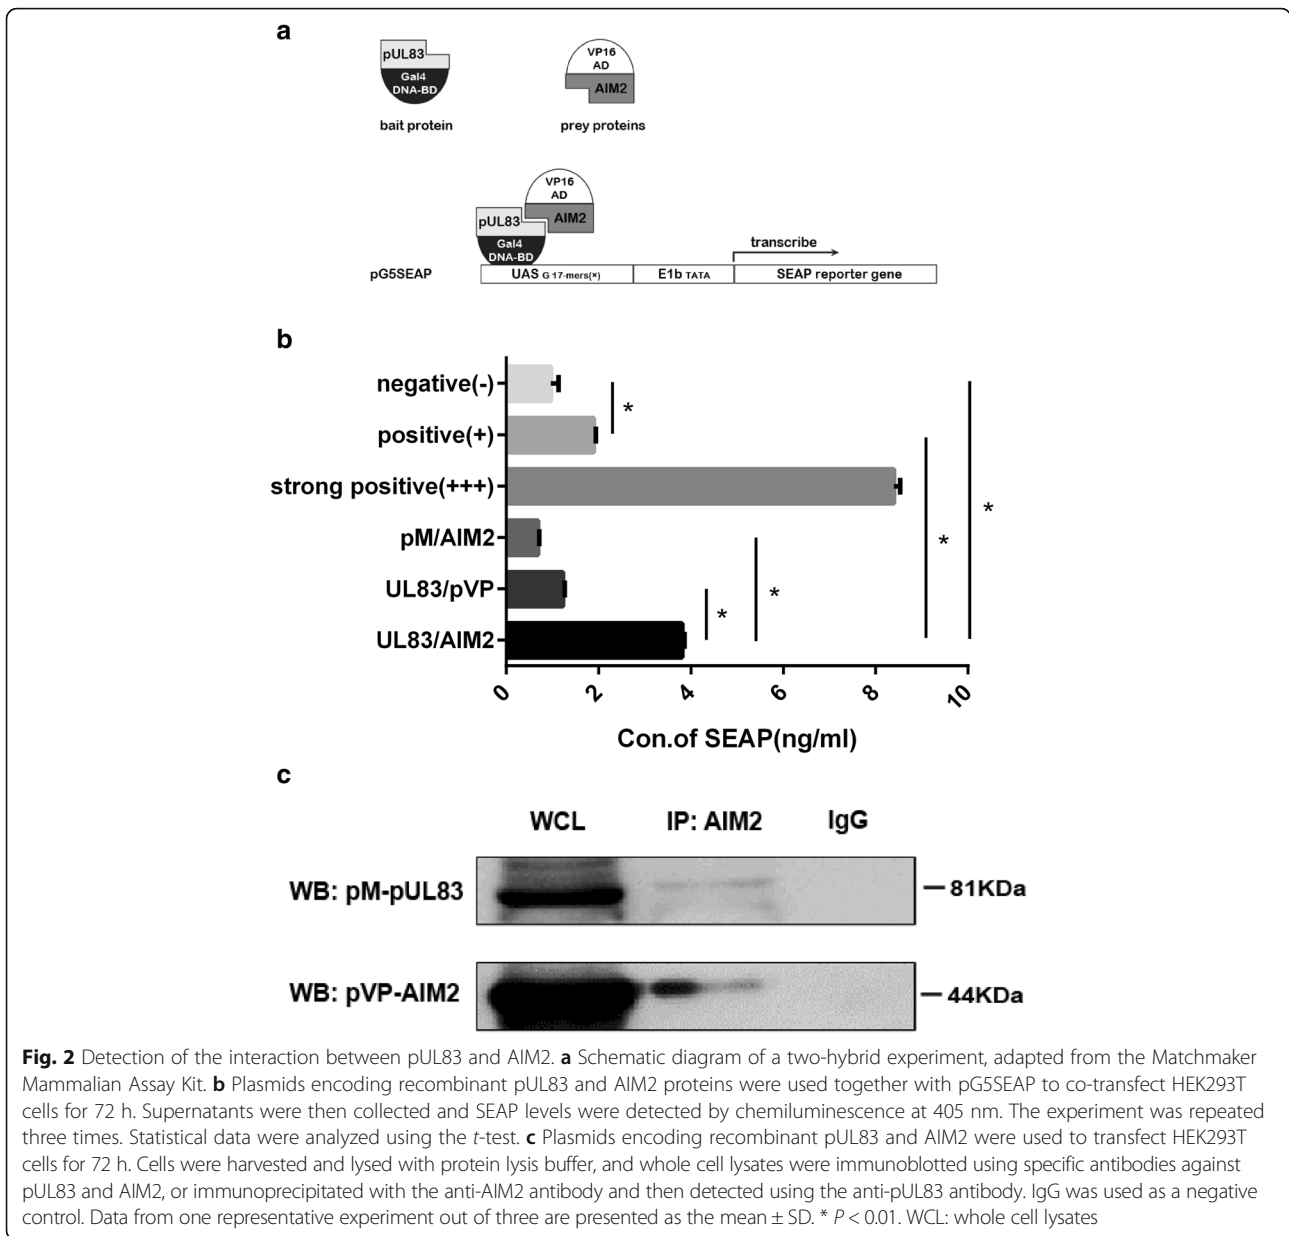 a
pUL83
Gal4
DNA-BD
bait protein
VP16
AD
AIM2
prey proteins
VP16
AD
AIM2
pUL83
Gal4
DNA-BD
transcribe
pG5SEAP
UAS G 17-mers(×)
E1b TATA
SEAP reporter gene
b
negative(-)
positive(+)
strong positive(+++)
pM/AIM2
UL83/pVP
UL83/AIM2
*
*
*
*
*
0 2 4 6 8 10
Con.of SEAP(ng/ml)
c
WCL IP: AIM2 IgG
WB: pM-pUL83 81KDa
WB: pVP-AIM2 44KDa
Fig. 2 Detection of the interaction between pUL83 and AIM2. a Schematic diagram of a two-hybrid experiment, adapted from the Matchmaker
Mammalian Assay Kit. b Plasmids encoding recombinant pUL83 and AIM2 proteins were used together with pG5SEAP to co-transfect HEK293T
cells for 72 h. Supernatants were then collected and SEAP levels were detected by chemiluminescence at 405 nm. The experiment was repeated
three times. Statistical data were analyzed using the t-test. c Plasmids encoding recombinant pUL83 and AIM2 were used to transfect HEK293T
cells for 72 h. Cells were harvested and lysed with protein lysis buffer, and whole cell lysates were immunoblotted using specific antibodies against
pUL83 and AIM2, or immunoprecipitated with the anti-AIM2 antibody and then detected using the anti-pUL83 antibody. IgG was used as a negative
control. Data from one representative experiment out of three are presented as the mean ± SD. * P < 0.01. WCL: whole cell lysates